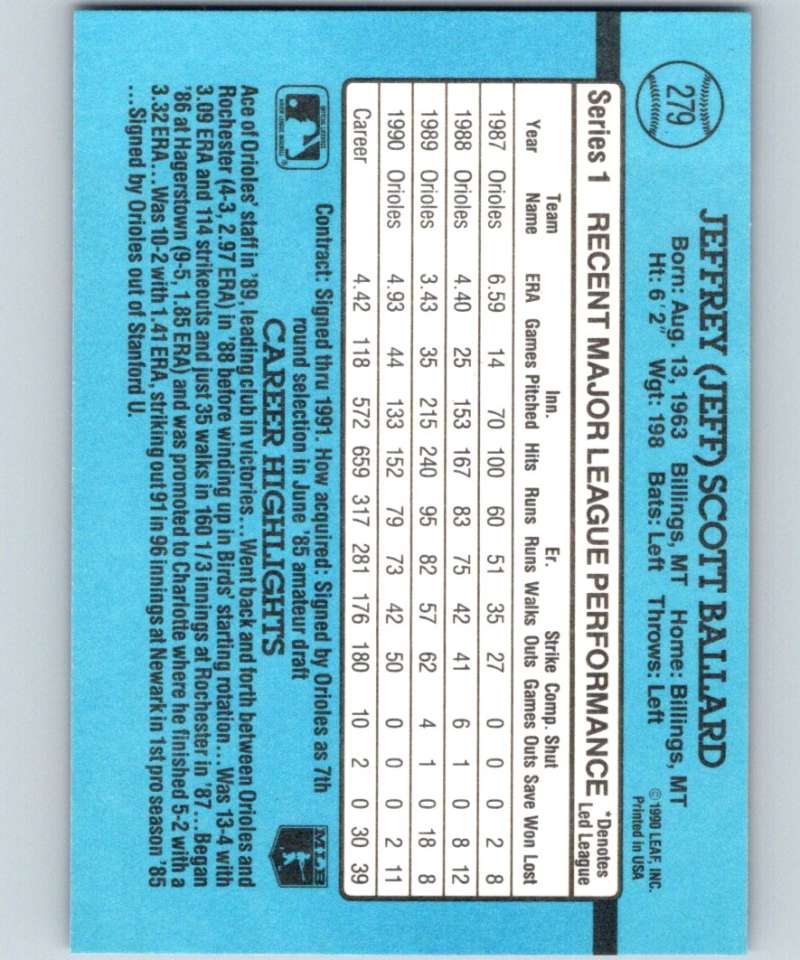 279
JEFFREY (JEFF) SCOTT BALLARD
Born: Aug. 13, 1963 Billings, MT Home: Billings, MT
Ht: 6' 2" Wgt: 198 Bats: Left Throws: Left
© 1990 LEAF, INC.
Printed in USA
Series 1 RECENT MAJOR LEAGUE PERFORMANCE *Denotes
Led League
Team Inn. Er. Strike Comp. Shut
Year Name ERA Games Pitched Hits Runs Runs Walks Outs Games Outs Save Won Lost
1987 Orioles 6.59 14 70 100 60 51 35 27 0 0 0 2 8
1988 Orioles 4.40 25 153 167 83 75 42 41 6 1 0 8 12
1989 Orioles 3.43 35 215 240 95 82 57 62 4 1 0 18 8
1990 Orioles 4.93 44 133 152 79 73 42 50 0 0 0 2 11
Career 4.42 118 572 659 317 281 176 180 10 2 0 30 39
Contract: Signed thru 1991. How acquired: Signed by Orioles as 7th
round selection in June '85 amateur draft
CAREER HIGHLIGHTS
MLB
Ace of Orioles' staff in '89, leading club in victories...Went back and forth between Orioles and
Rochester (4-3, 2.97 ERA) in '88 before winding up in Birds' starting rotation...Was 13-4 with
3.09 ERA and 114 strikeouts and just 35 walks in 160 1/3 innings at Rochester in '87...Began
'86 at Hagerstown (9-5, 1.85 ERA) and was promoted to Charlotte where he finished 5-2 with a
3.32 ERA...Was 10-2 with 1.41 ERA, striking out 91 in 96 innings at Newark in 1st pro season '85
...Signed by Orioles out of Stanford U.